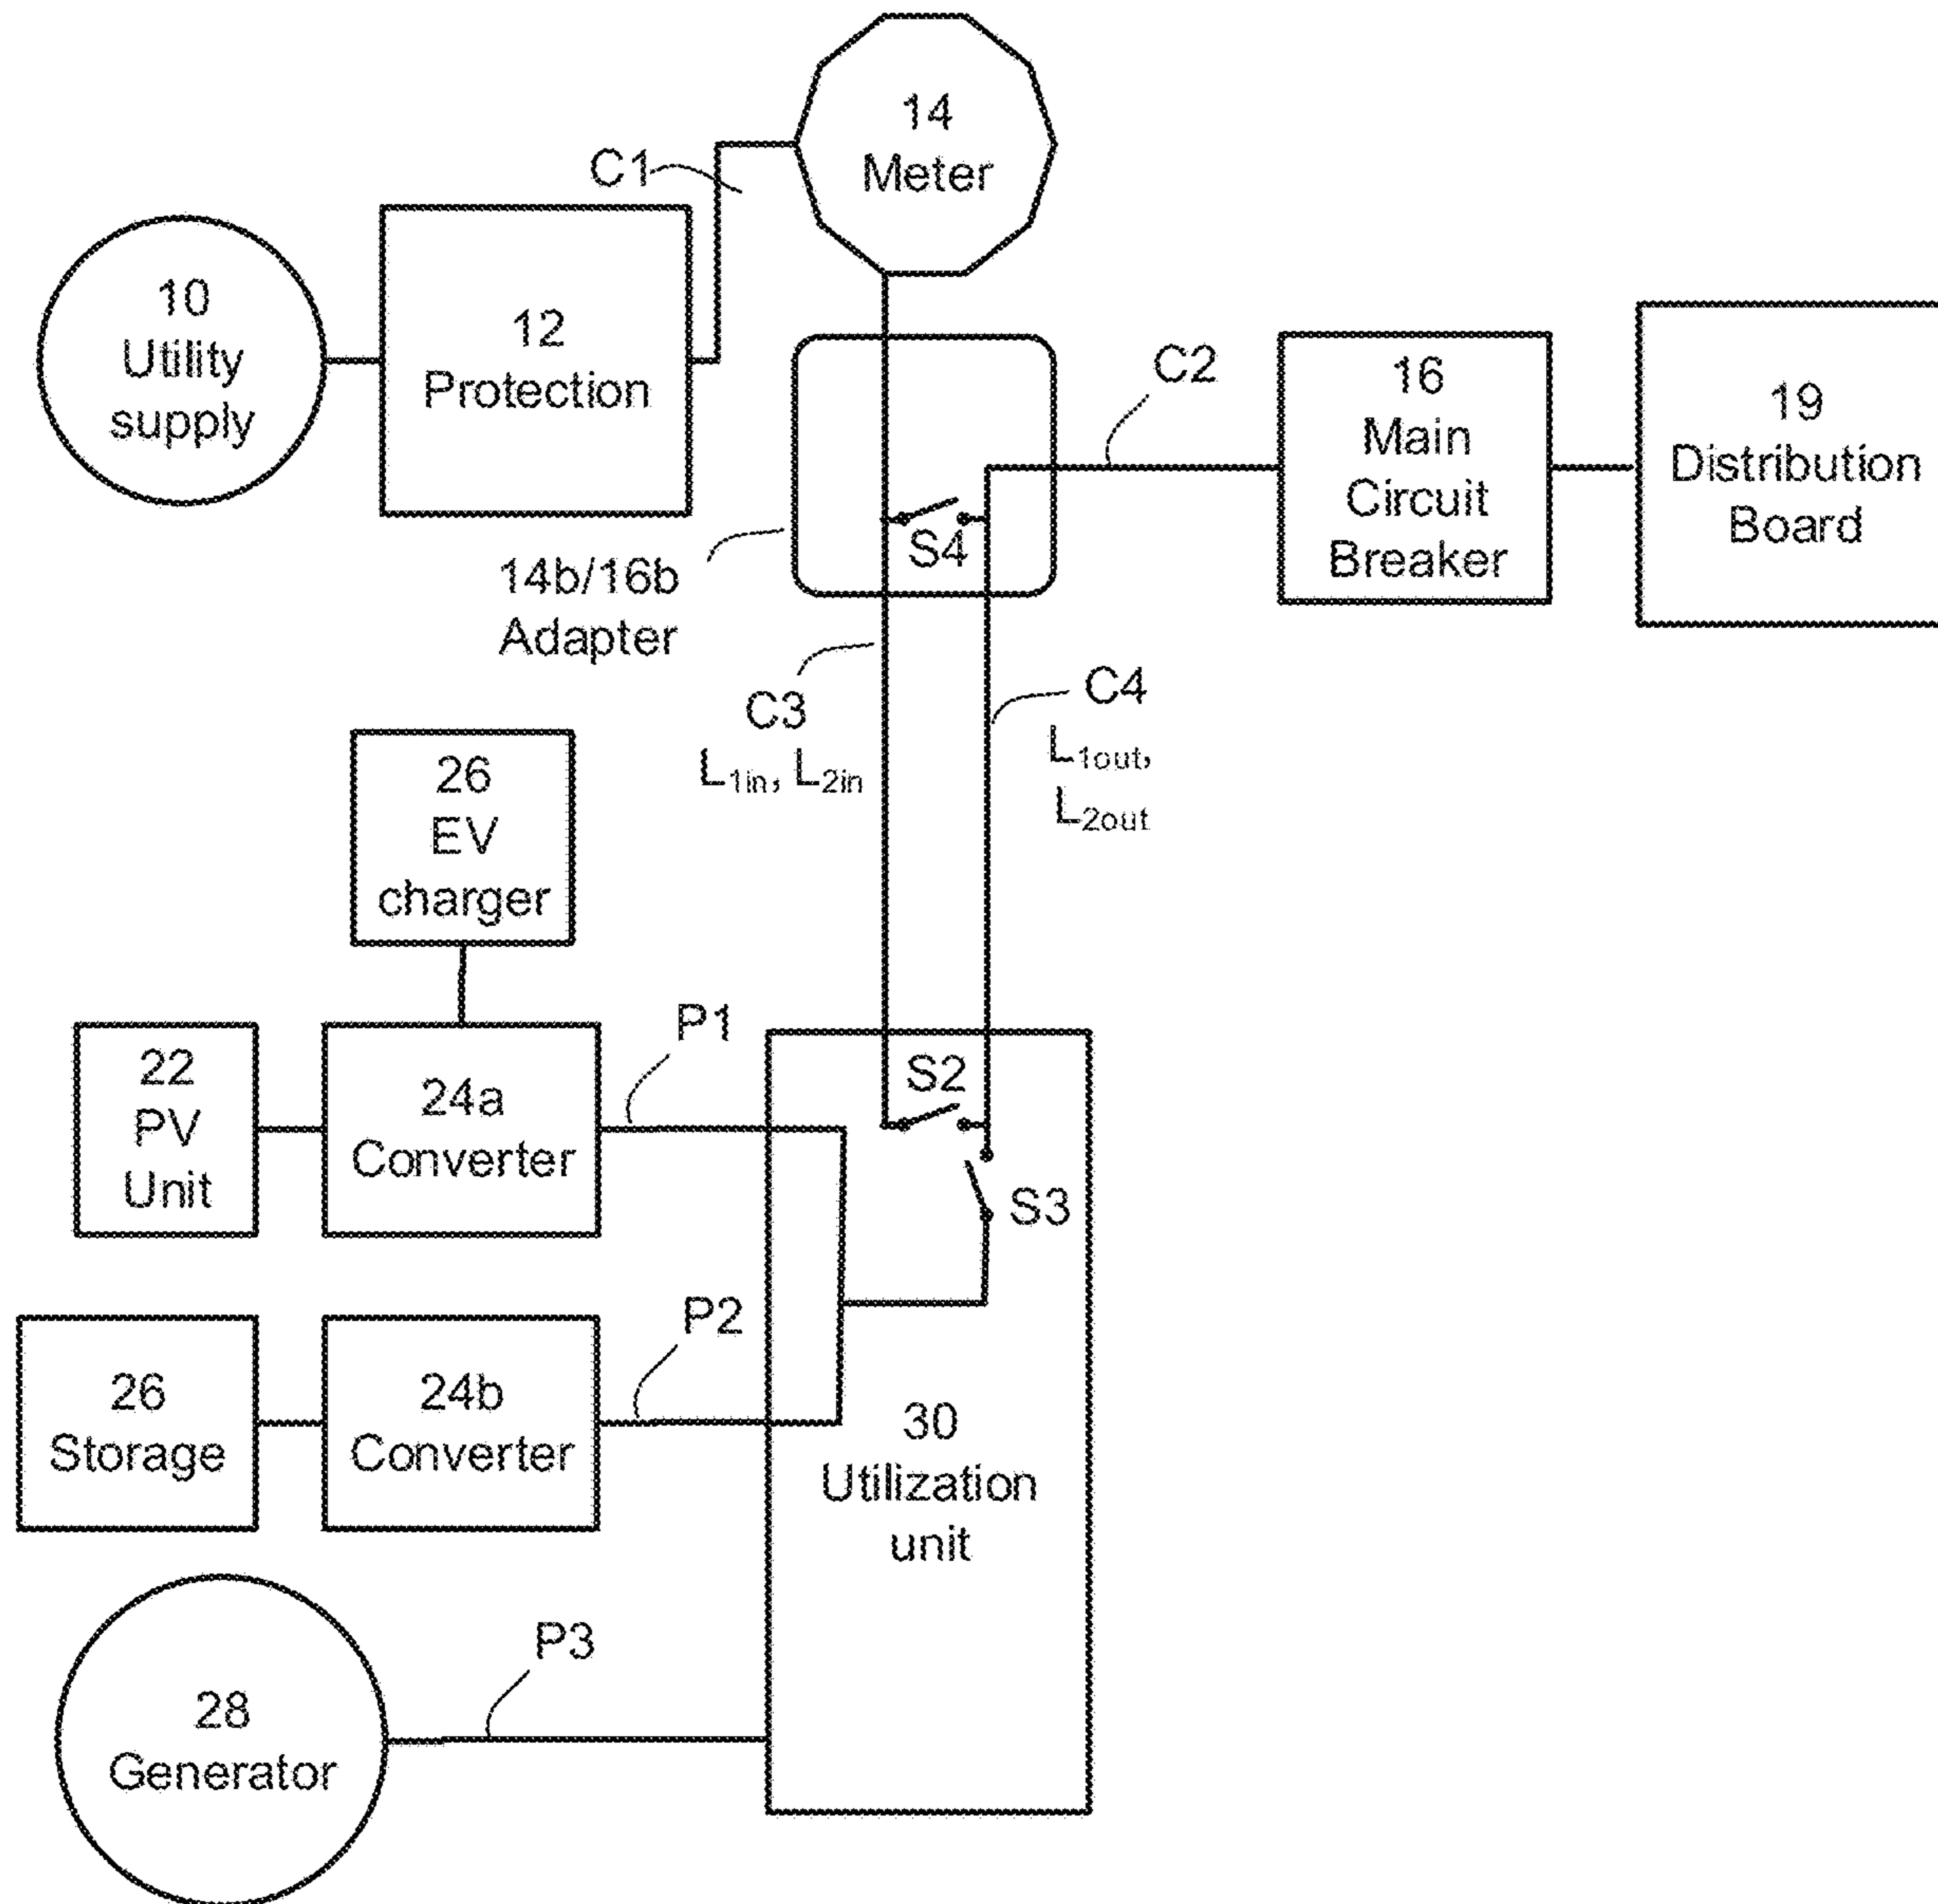 14
Meter
C1
10
Utility
supply
12
Protection
C2
16
Main
Circuit
Breaker
19
Distribution
Board
S4
14b/16b
Adapter
C3
L1in, L2in
C4
L1out,
L2out
26
EV
charger
P1
22
PV
Unit
24a
Converter
S2
S3
P2
26
Storage
24b
Converter
30
Utilization
unit
P3
28
Generator